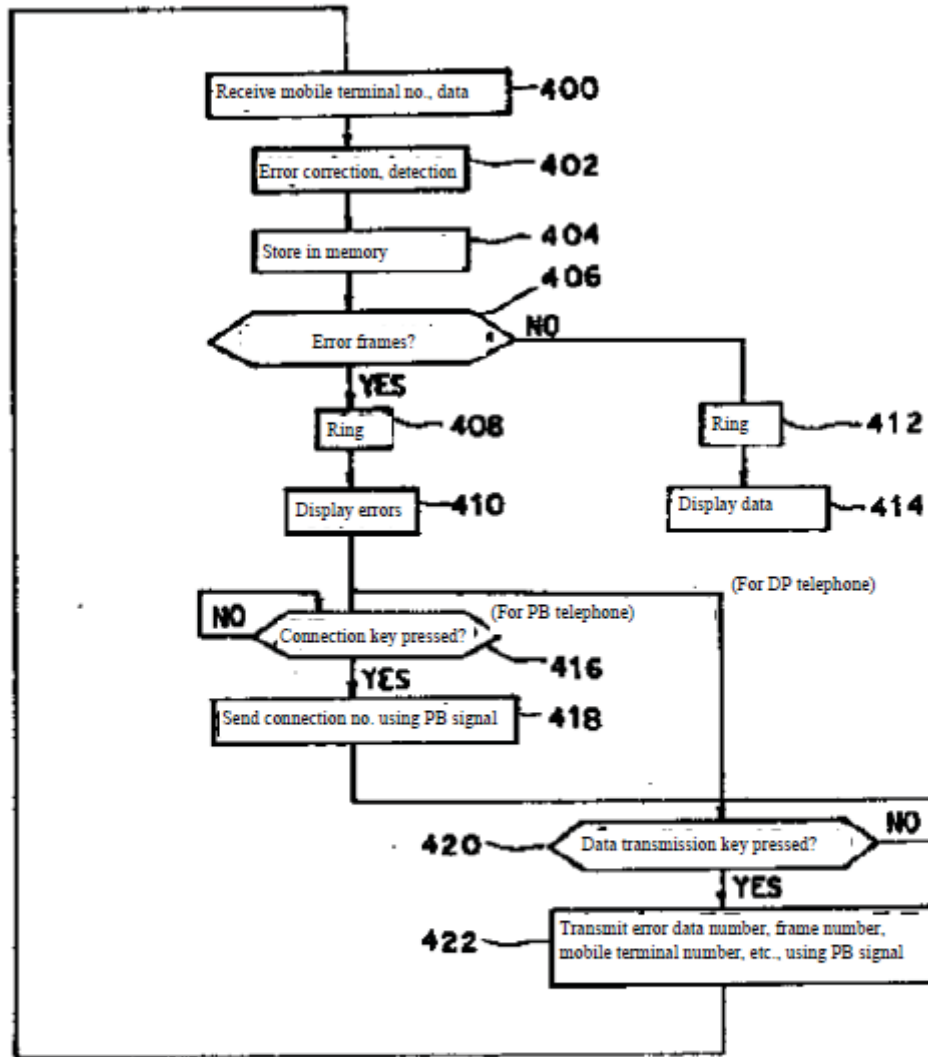 Receive mobile terminal no., data
400
Error correction, detection
402
Store in memory
404
406
Error frames?
NO
YES
Ring
408
Ring
412
Display errors
410
Display data
414
(For DP telephone)
(For PB telephone)
NO
Connection key pressed?
416
YES
Send connection no. using PB signal
418
420
Data transmission key pressed?
NO
YES
422
Transmit error data number, frame number,
mobile terminal number, etc., using PB signal